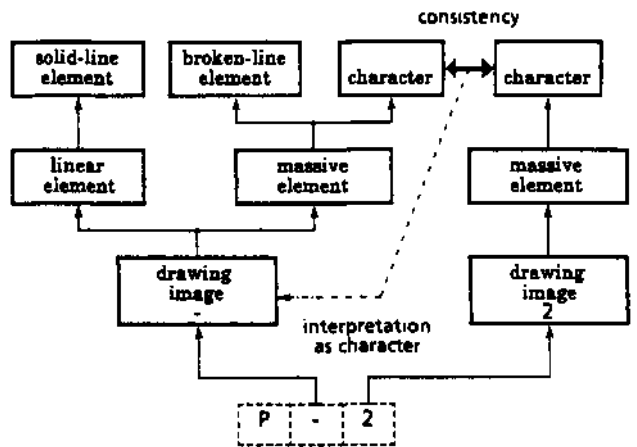 consistency
solid-line
element
broken-line
element
character
character
linear
element
massive
element
massive
element
drawing
image
-
drawing
image
2
interpretation
as character
P - 2